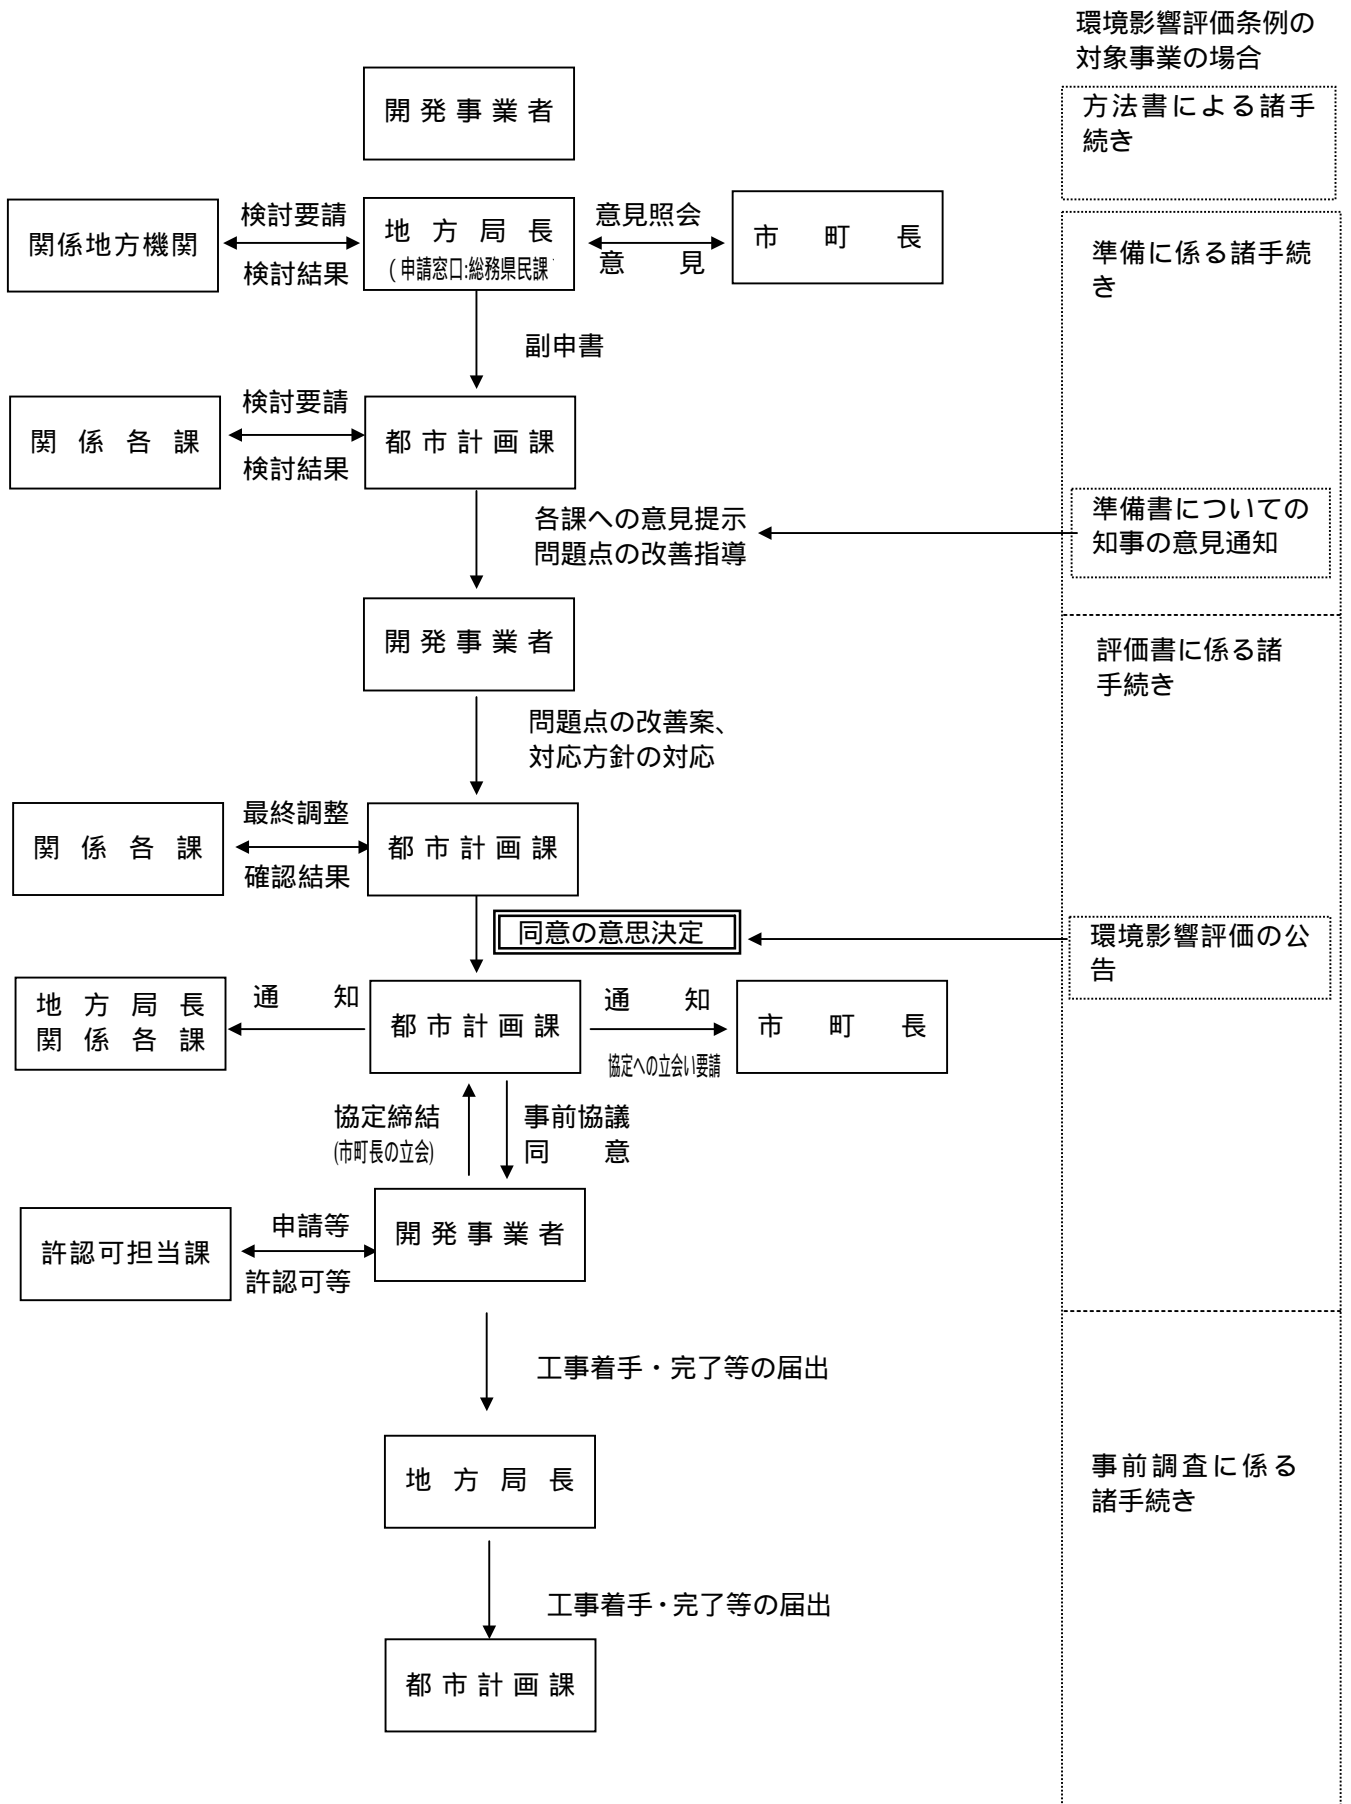 環境影響評価条例の
対象事業の場合
方法書による諸手
続き
開発事業者
関係地方機関
検討要請
検討結果
地方局長
(申請窓口:総務県民課
意見照会
意見
市町長
準備に係る諸手続
き
副申書
関係各課
検討要請
検討結果
都市計画課
各課への意見提示
問題点の改善指導
準備書についての
知事の意見通知
開発事業者
評価書に係る諸
手続き
問題点の改善案、
対応方針の対応
関係各課
最終調整
確認結果
都市計画課
同意の意思決定
環境影響評価の公
告
地方局長
関係各課
通知
都市計画課
通知
協定への立会い要請
市町長
協定締結
(市町長の立会)
事前協議
同意
許認可担当課
申請等
許認可等
開発事業者
工事着手・完了等の届出
地方局長
事前調査に係る
諸手続き
工事着手・完了等の届出
都市計画課